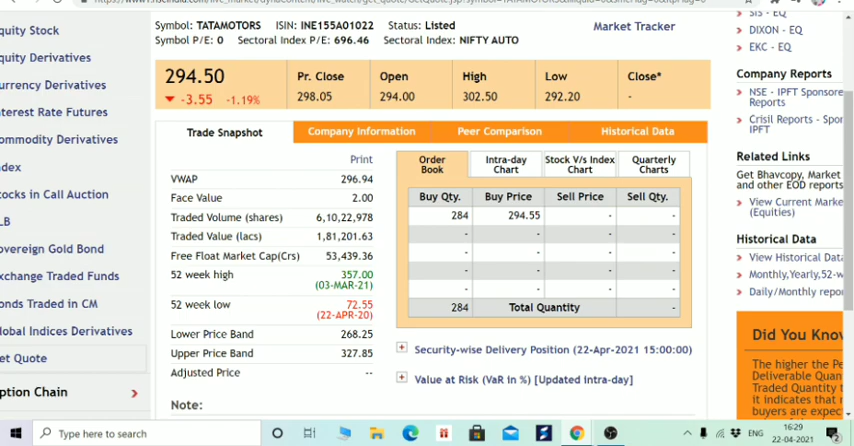 Symbol: TATAMOTORS ISIN: INE155A01022 Status: Listed
Symbol P/E: 0 Sectoral Index P/E: 696.46 Sectoral Index: NIFTY AUTO
Market Tracker
294.50
-3.55 -1.19%
Pr. Close Open High Low Close*
298.05 294.00 302.50 292.20 -
Trade Snapshot Company Information Peer Comparison Historical Data
Print
VWAP 296.94
Face Value 2.00
Traded Volume (shares) 6,10,22,978
Traded Value (lacs) 1,81,201.63
Free Float Market Cap(Crs) 53,439.36
52 week high 357.00
(03-MAR-21)
52 week low 72.55
(22-APR-20)
Lower Price Band 268.25
Upper Price Band 327.85
Adjusted Price --
Note:
Order Book
Intra-day Chart
Stock V/s Index Chart
Quarterly Charts
Buy Qty. Buy Price Sell Price Sell Qty.
284 294.55 - -
- - - -
- - - -
- - - -
- - - -
284 Total Quantity -
Security-wise Delivery Position (22-Apr-2021 15:00:00)
Value at Risk (VaR in %) [Updated Intra-day]
quity Stock
quity Derivatives
urrency Derivatives
nterest Rate Futures
ommodity Derivatives
ndex
tocks in Call Auction
LB
overeign Gold Bond
xchange Traded Funds
onds Traded in CM
lobal Indices Derivatives
et Quote
ption Chain
SIS - EQ
DIXON - EQ
EKC - EQ
Company Reports
NSE - IPFT Sponsore
Reports
Crisil Reports - Spor
IPFT
Related Links
Get Bhavcopy, Market
and other EOD reports
View Current Marke
(Equities)
Historical Data
View Historical Data
Monthly,Yearly,52-w
Daily/Monthly repo
Did You Know
The higher the Pe
Deliverable Quan
Traded Quantity t
it indicates that m
buyers are expec
Type here to search
ENG
16:29
22-04-2021
2